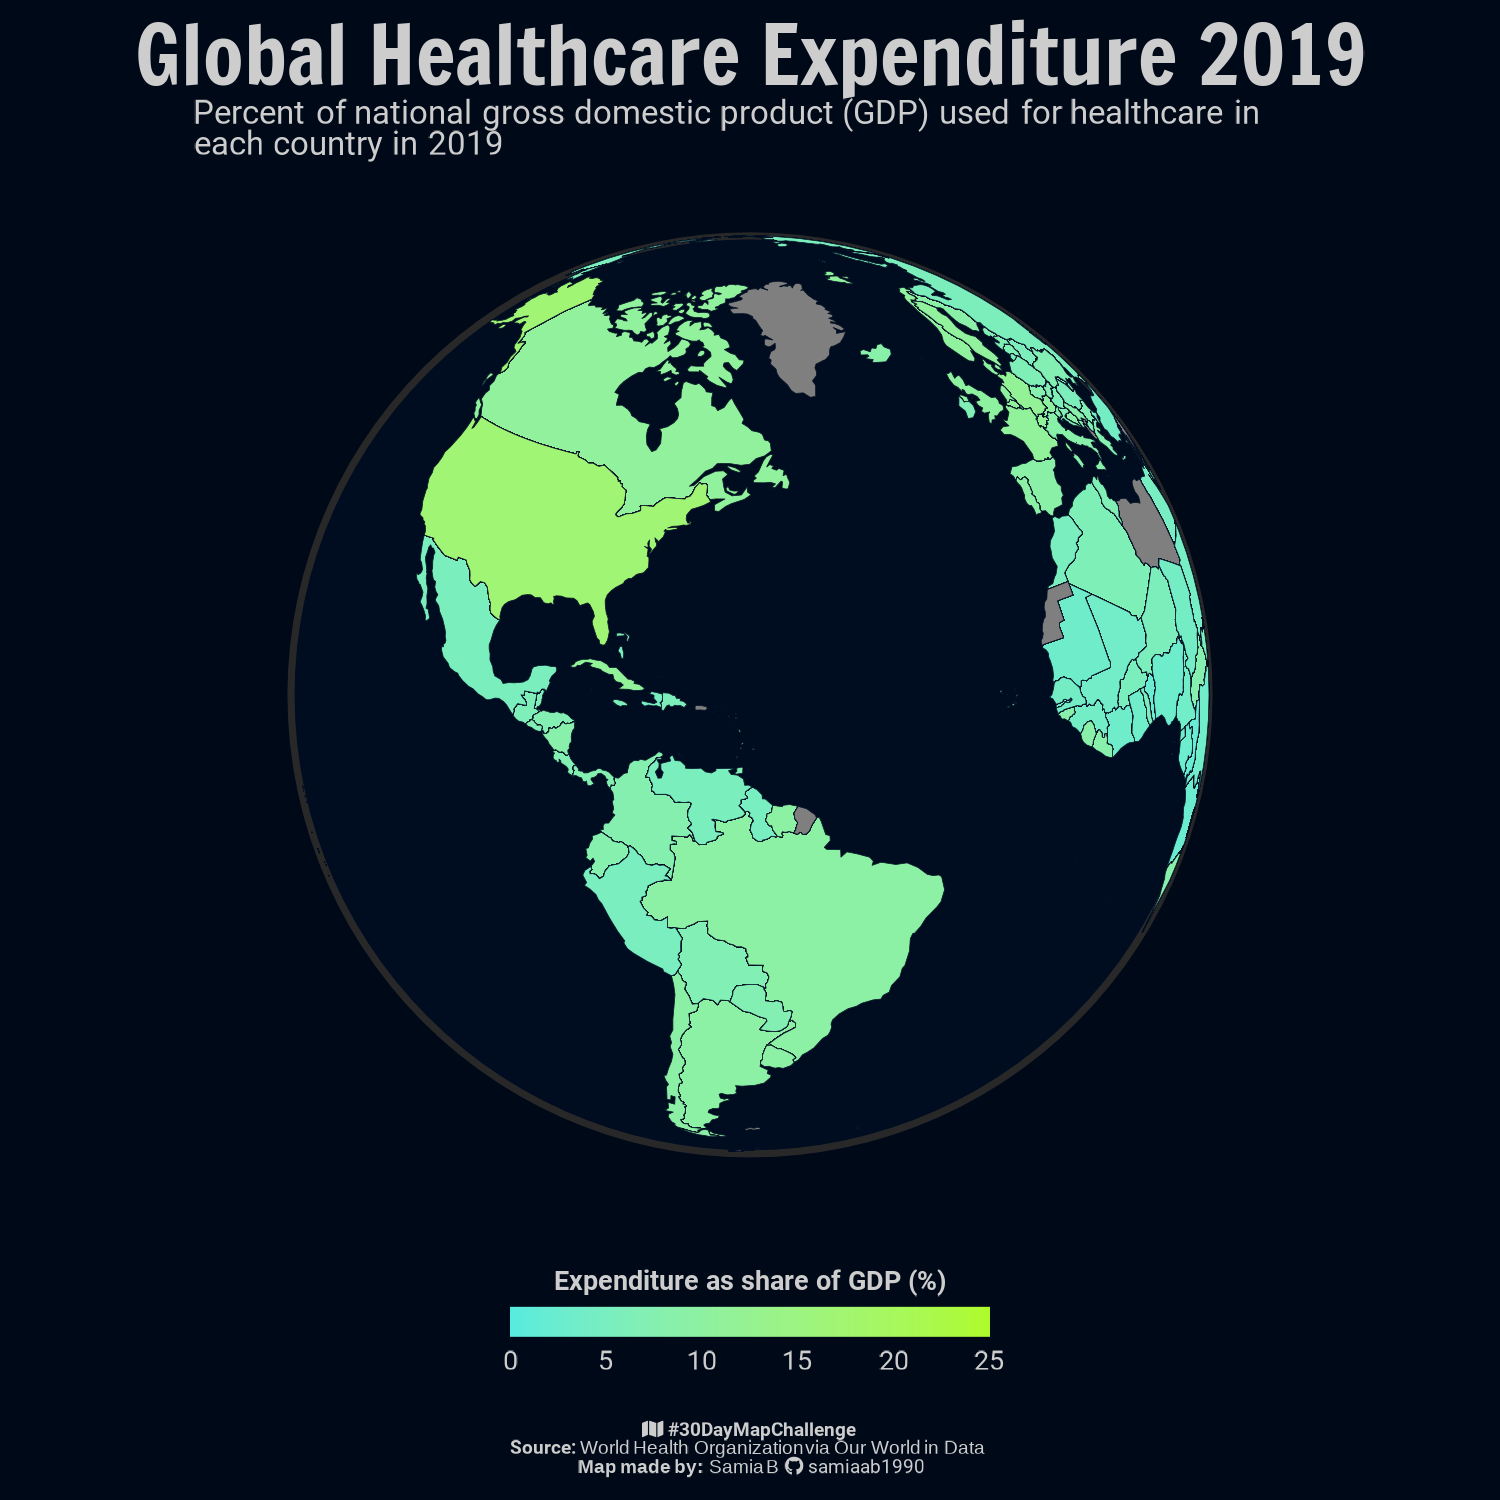 Global Healthcare Expenditure 2019
Percent of national gross domestic product (GDP) used for healthcare in
each country in 2019
Expenditure as share of GDP (%)
0 5 10 15 20 25
#30DayMapChallenge
Source: World Health Organization via Our World in Data
Map made by: Samia B samiaab1990